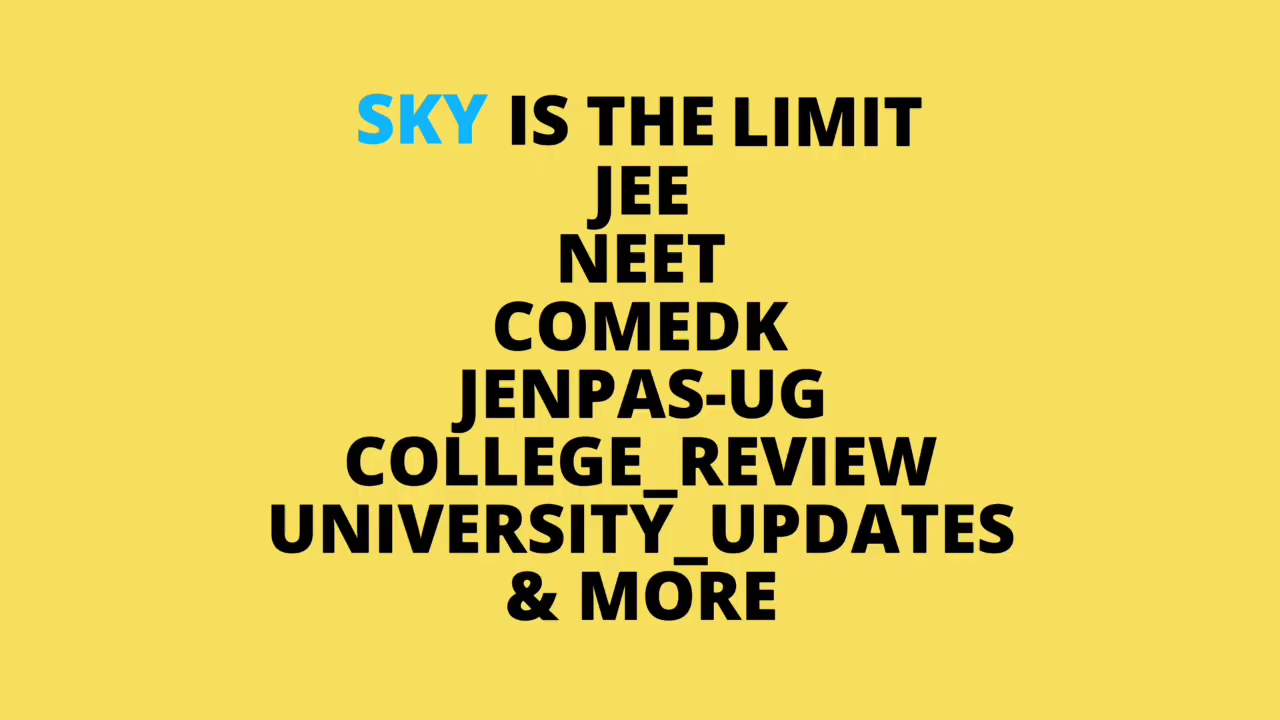 SKY IS THE LIMIT
JEE
NEET
COMEDK
JENPAS-UG
COLLEGE_REVIEW
UNIVERSITY_UPDATES
& MORE